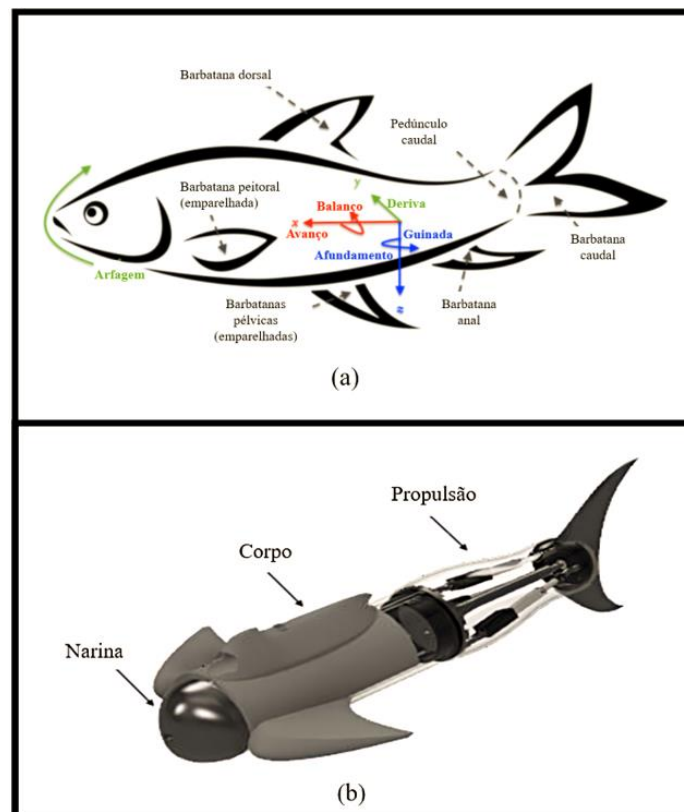 Barbatana dorsal
Pedúnculo
caudal
Barbatana peitoral
(emparelhada)
y
Balanço
Deriva
x
Avanço
Guinada
Afundamento
Arfagem
Barbatana
caudal
Barbatanas
pélvicas
(emparelhadas)
z
Barbatana
anal
(a)
Propulsão
Corpo
Narina
(b)